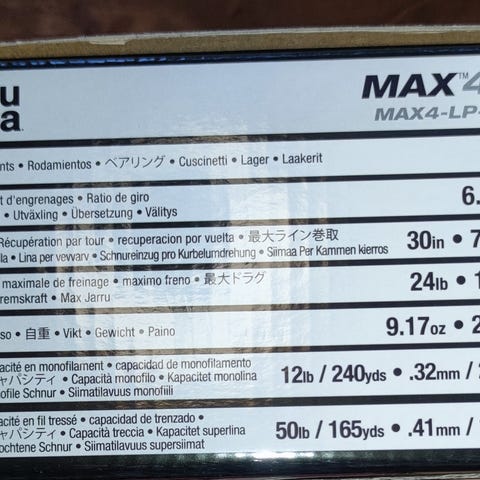 u
a
MAX™4
MAX4-LP
nts • Rodamientos • ベアリング • Cuscinetti • Lager • Laakerit
t d'engrenages • Ratio de giro
• Utväxling • Übersetzung • Välitys
6.
Récupération par tour • recuperacion por vuelta • 最大ライン巻取
la • Lina per vevvarv • Schnureinzug pro Kurbelumdrehung • Siimaa Per Kammen kierros
30in • 7
maximale de freinage • maximo freno • 最大ドラグ
remskraft • Max Jarru
24lb • 1
so • 自重 • Vikt • Gewicht • Paino
9.17oz • 2
acité en monofilament • capacidad de monofilamento
ャパシティ • Capacità monofilo • Kapacitet monolina
ofile Schnur • Siimatilavuus monofiili
12lb / 240yds • .32mm /
acité en fil tressé • capacidad de trenzado •
ャパシティ • Capacità treccia • Kapacitet superlina
ochtene Schnur • Siimatilavuus supersiimat
50lb / 165yds • .41mm /